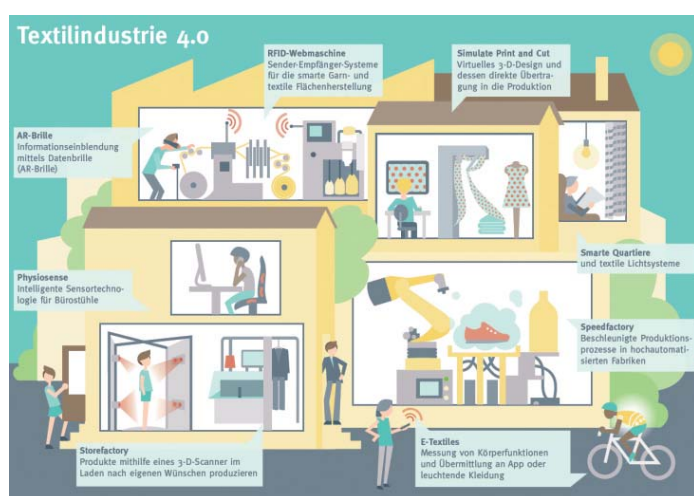 Textilindustrie 4.0
RFID-Webmaschine
Sender-Empfänger-Systeme
für die smarte Garn- und
textile Flächenherstellung
Simulate Print and Cut
Virtuelles 3-D-Design und
dessen direkte Übertra-
gung in die Produktion
AR-Brille
Informationseinblendung
mittels Datenbrille
(AR-Brille)
Physiosense
Intelligente Sensortechno-
logie für Bürostühle
Smarte Quartiere
und textile Lichtsysteme
Speedfactory
Beschleunigte Produktions-
prozesse in hochautomati-
sierten Fabriken
Storefactory
Produkte mithilfe eines 3-D-Scanner im
Laden nach eigenen Wünschen produzieren
E-Textiles
Messung von Körperfunktionen
und Übermittlung an App oder
leuchtende Kleidung